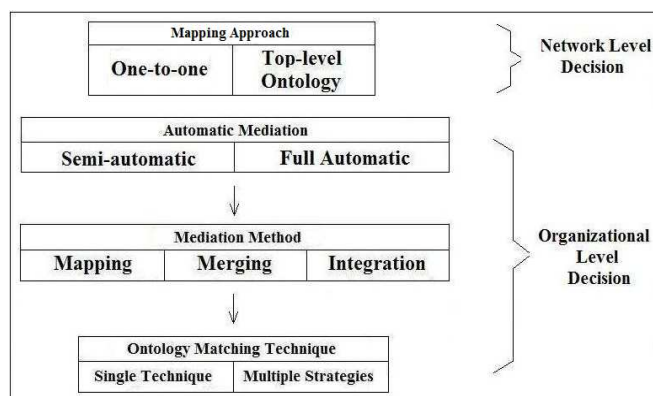 Mapping Approach
One-to-one
Top-level
Ontology
Network Level
Decision
Automatic Mediation
Semi-automatic
Full Automatic
Mediation Method
Mapping
Merging
Integration
Organizational
Level
Decision
Ontology Matching Technique
Single Technique
Multiple Strategies